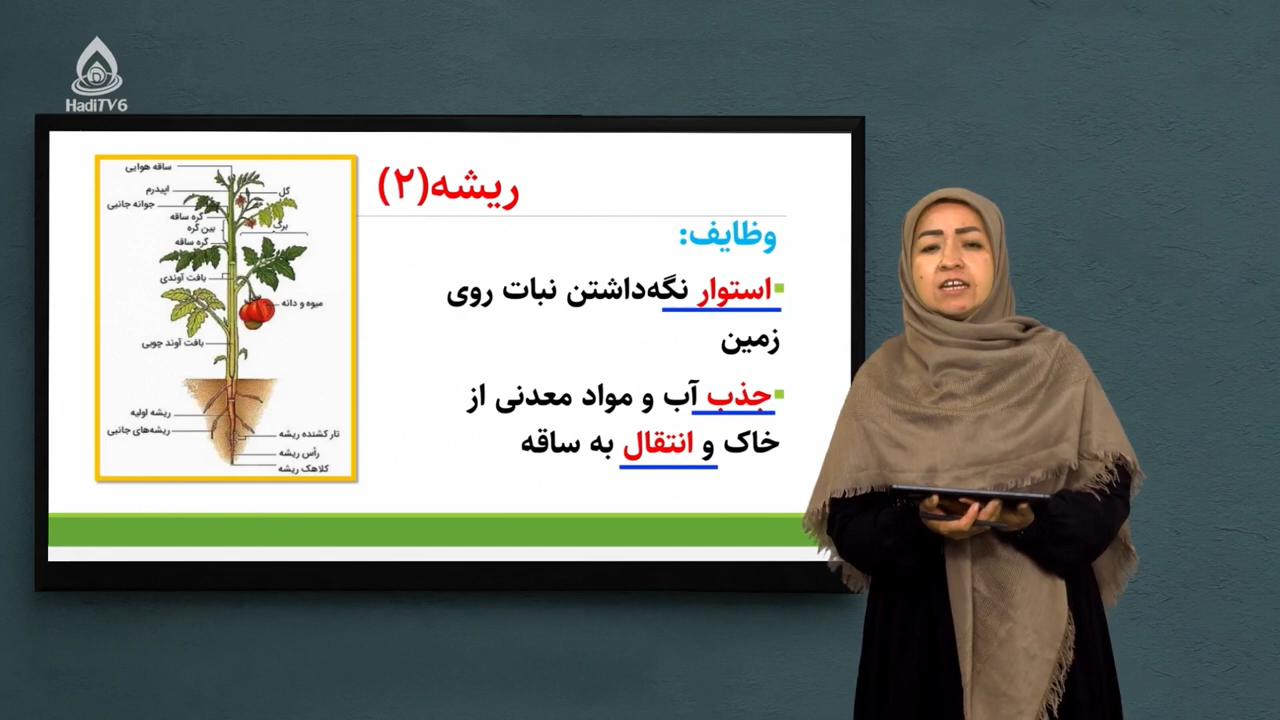 HadiTV6
ریشه(۲)
وظایف:
استوار نگه‌داشتن نبات روی
زمین
جذب آب و مواد معدنی از
خاک و انتقال به ساقه
ساقه هوایی
اپیدرم
گل
جوانه جانبی
گره ساقه
بین گره
برگ
گره ساقه
بافت آوندی
میوه و دانه
بافت آوند چوبی
ریشه اولیه
ریشه‌های جانبی
تار کشنده ریشه
رأس ریشه
کلاهک ریشه